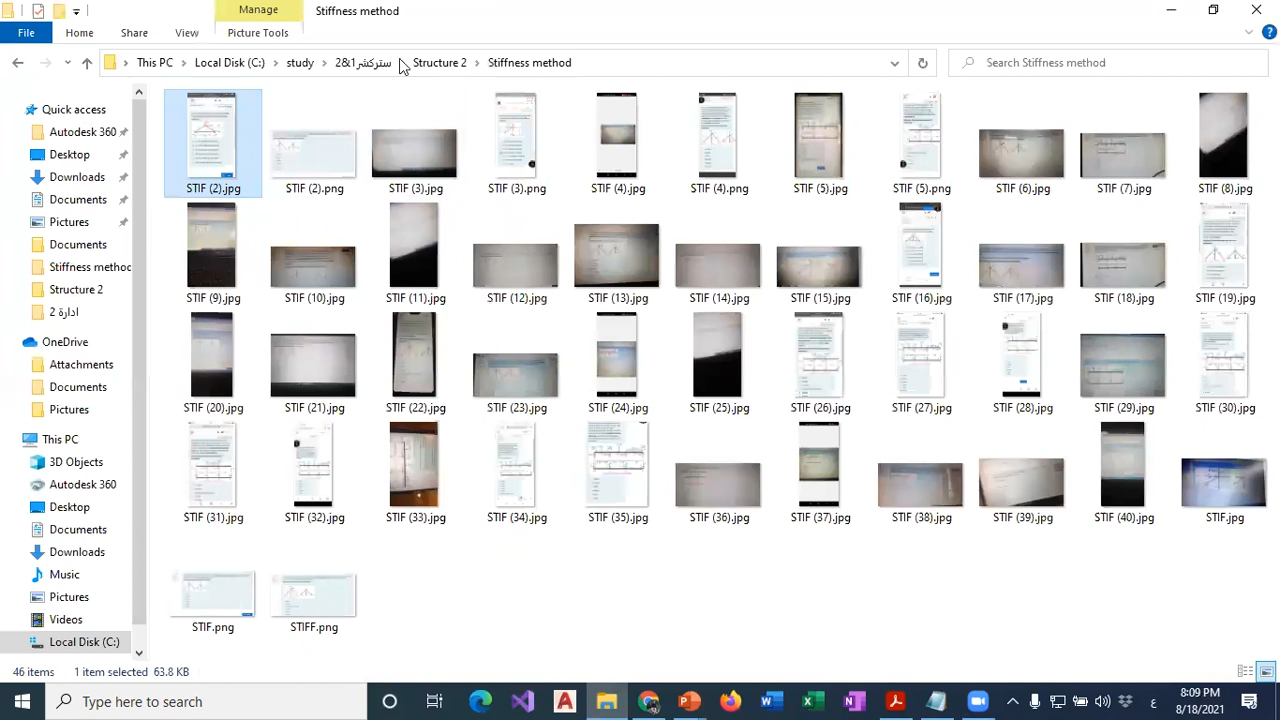 Manage
Stiffness method
File
Home
Share
View
Picture Tools
This PC
Local Disk (C:)
study
ستركشر1&2
Structure 2
Stiffness method
Search Stiffness method
Quick access
Autodesk 360
Desktop
Downloads
Documents
Pictures
Documents
Stiffness method
Structure 2
ادارة 2
OneDrive
Attachments
Documents
Pictures
This PC
3D Objects
Autodesk 360
Desktop
Documents
Downloads
Music
Pictures
Videos
Local Disk (C:)
STIF (2).jpg
STIF (2).png
STIF (3).jpg
STIF (3).png
STIF (4).jpg
STIF (4).png
STIF (5).jpg
STIF (5).png
STIF (6).jpg
STIF (7).jpg
STIF (8).jpg
STIF (9).jpg
STIF (10).jpg
STIF (11).jpg
STIF (12).jpg
STIF (13).jpg
STIF (14).jpg
STIF (15).jpg
STIF (16).jpg
STIF (17).jpg
STIF (18).jpg
STIF (19).jpg
STIF (20).jpg
STIF (21).jpg
STIF (22).jpg
STIF (23).jpg
STIF (24).jpg
STIF (25).jpg
STIF (26).jpg
STIF (27).jpg
STIF (28).jpg
STIF (29).jpg
STIF (30).jpg
STIF (31).jpg
STIF (32).jpg
STIF (33).jpg
STIF (34).jpg
STIF (35).jpg
STIF (36).jpg
STIF (37).jpg
STIF (38).jpg
STIF (39).jpg
STIF (40).jpg
STIF.jpg
STIF.png
STIFF.png
46 items
1 item selected 63.8 KB
Type here to search
ع
8:09 PM
8/18/2021